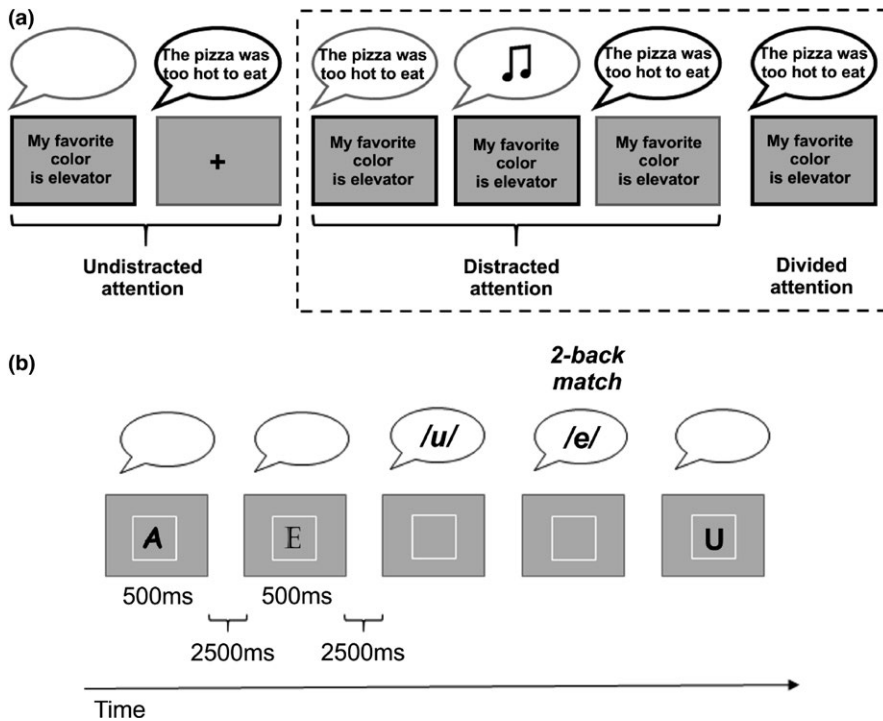 (a)
The pizza was
too hot to eat
The pizza was
too hot to eat
The pizza was
too hot to eat
The pizza was
too hot to eat
My favorite
color
is elevator
+
My favorite
color
is elevator
My favorite
color
is elevator
My favorite
color
is elevator
My favorite
color
is elevator
Undistracted
attention
Distracted
attention
Divided
attention
(b)
2-back
match
/u/
/e/
A
E
U
500ms
500ms
2500ms
2500ms
Time